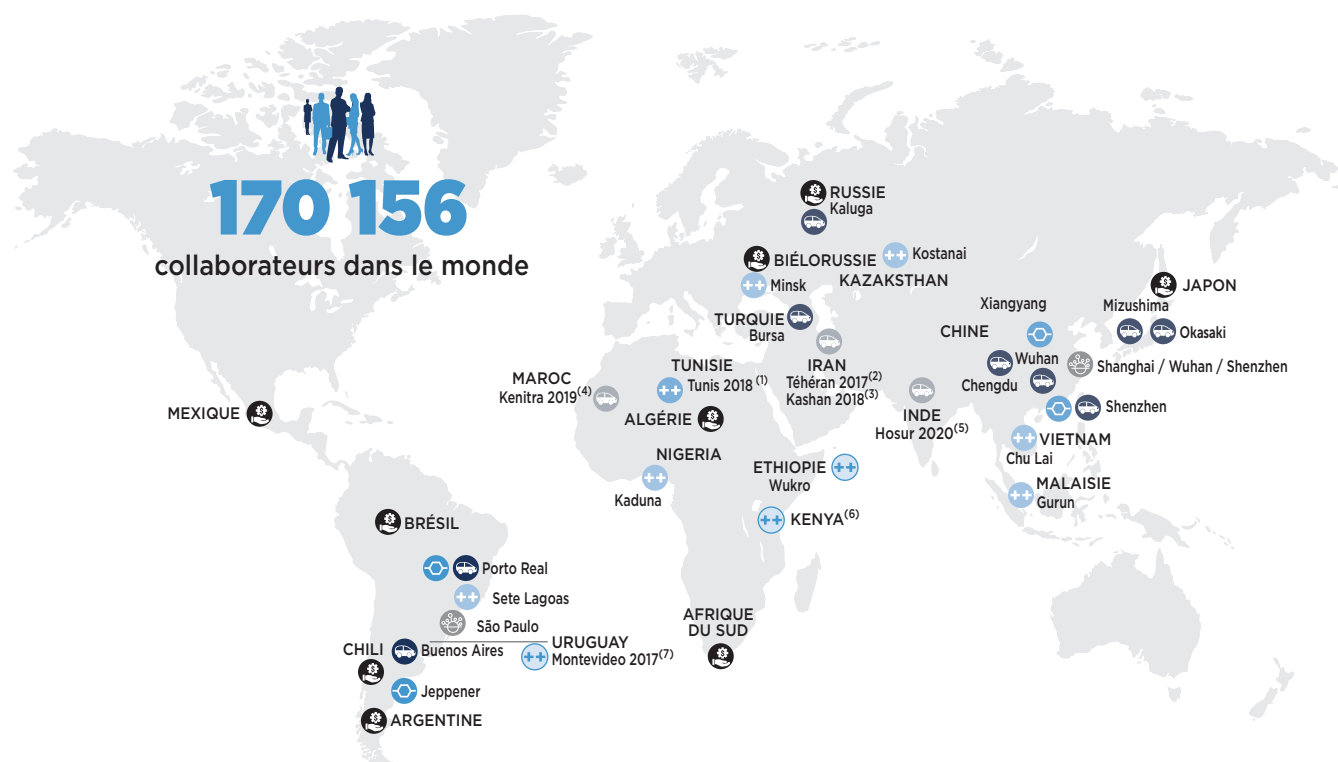 170 156
collaborateurs dans le monde
RUSSIE
Kaluga
BIÉLORUSSIE
Minsk
Kostanai
KAZAKSTHAN
TURQUIE
Bursa
IRAN
Téhéran 2017(2)
Kashan 2018(3)
CHINE
Xiangyang
Wuhan
Chengdu
Shanghai / Wuhan / Shenzhen
Shenzhen
JAPON
Mizushima
Okasaki
MAROC
Kenitra 2019(4)
TUNISIE
Tunis 2018 (1)
ALGÉRIE
INDE
Hosur 2020(5)
VIETNAM
Chu Lai
MALAISIE
Gurun
NIGERIA
Kaduna
ETHIOPIE
Wukro
KENYA(6)
AFRIQUE
DU SUD
MEXIQUE
BRÉSIL
Porto Real
Sete Lagoas
São Paulo
URUGUAY
Montevideo 2017(7)
CHILI
Buenos Aires
Jeppener
ARGENTINE